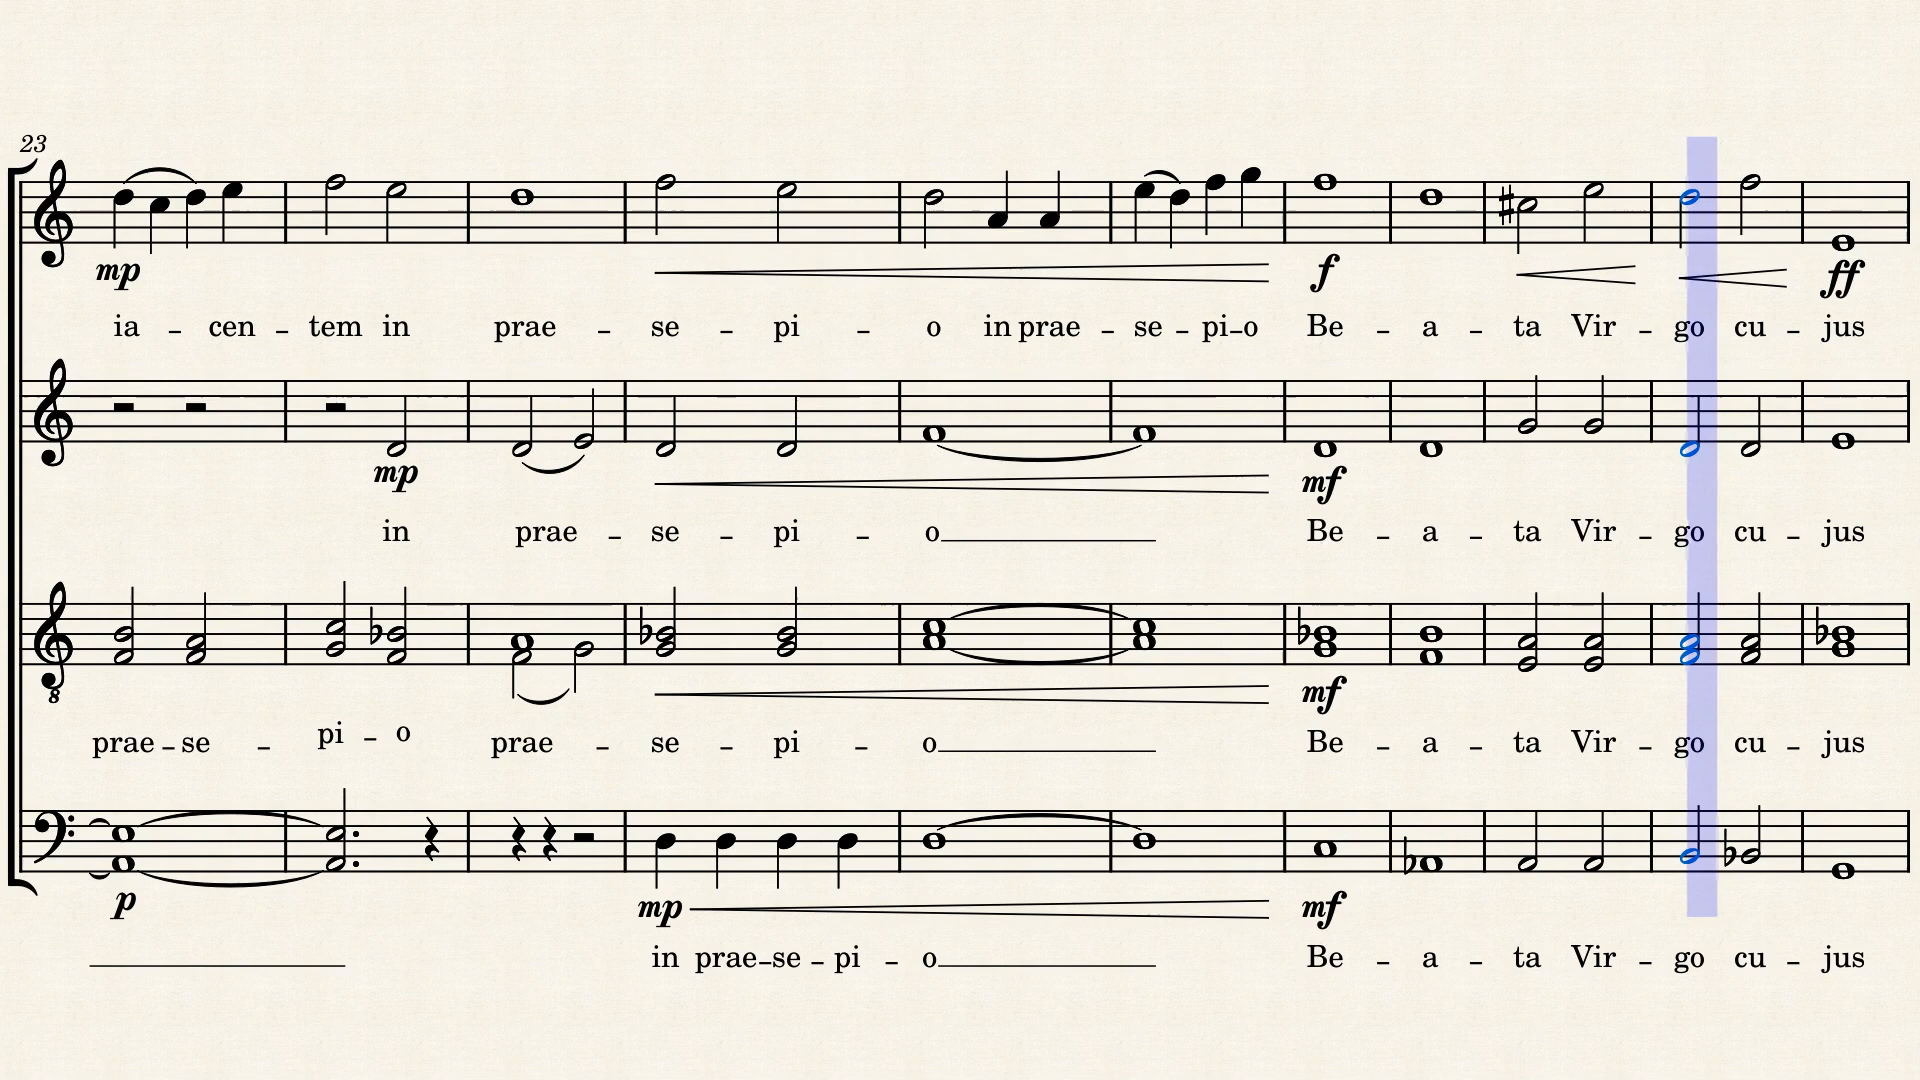 23
mp f ff
ia - cen - tem in prae - se - pi - o in prae - se - pi - o Be - a - ta Vir - go cu - jus
mp mf
in prae - se - pi - o Be - a - ta Vir - go cu - jus
8
mf
prae - se - pi - o prae - se - pi - o Be - a - ta Vir - go cu - jus
p mp mf
in prae - se - pi - o Be - a - ta Vir - go cu - jus